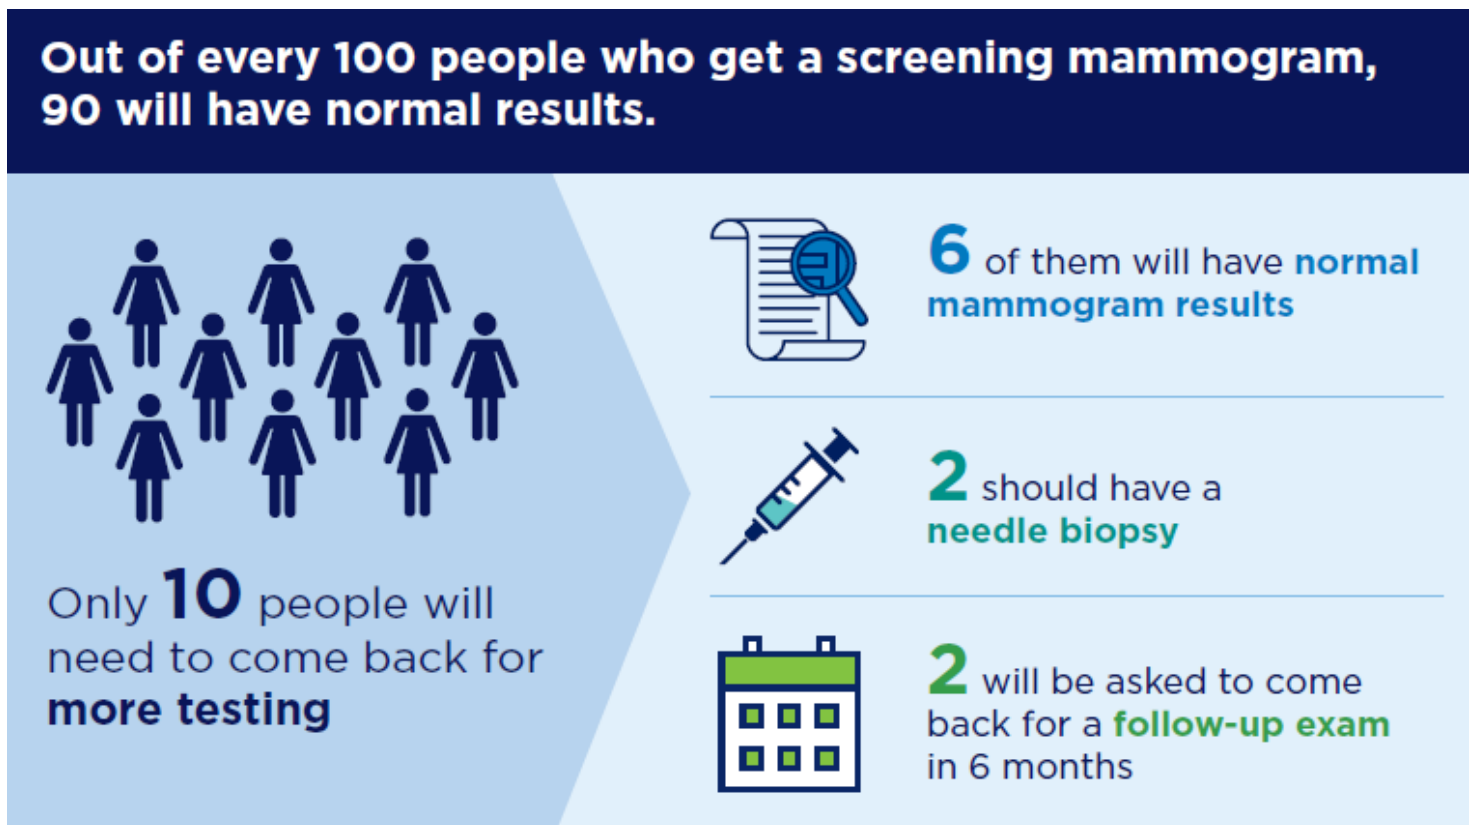 Out of every 100 people who get a screening mammogram,
90 will have normal results.
Only 10 people will
need to come back for
more testing
6 of them will have normal
mammogram results
2 should have a
needle biopsy
2 will be asked to come
back for a follow-up exam
in 6 months